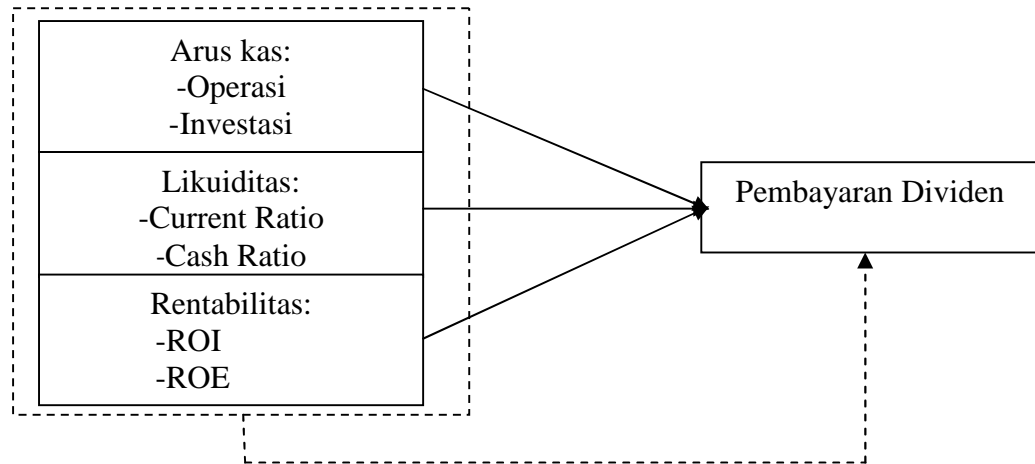 Arus kas:
-Operasi
-Investasi
Likuiditas:
-Current Ratio
-Cash Ratio
Rentabilitas:
-ROI
-ROE
Pembayaran Dividen